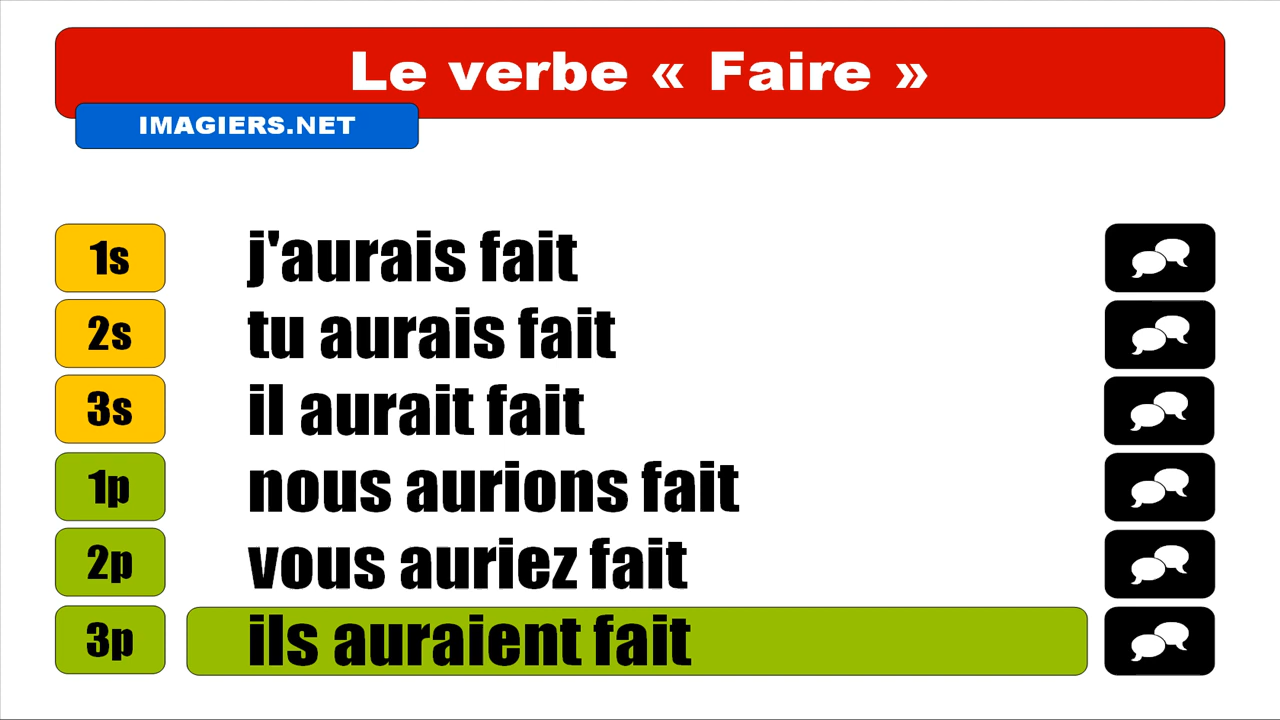 Le verbe « Faire »
IMAGIERS.NET
1s j'aurais fait
2s tu aurais fait
3s il aurait fait
1p nous aurions fait
2p vous auriez fait
3p ils auraient fait